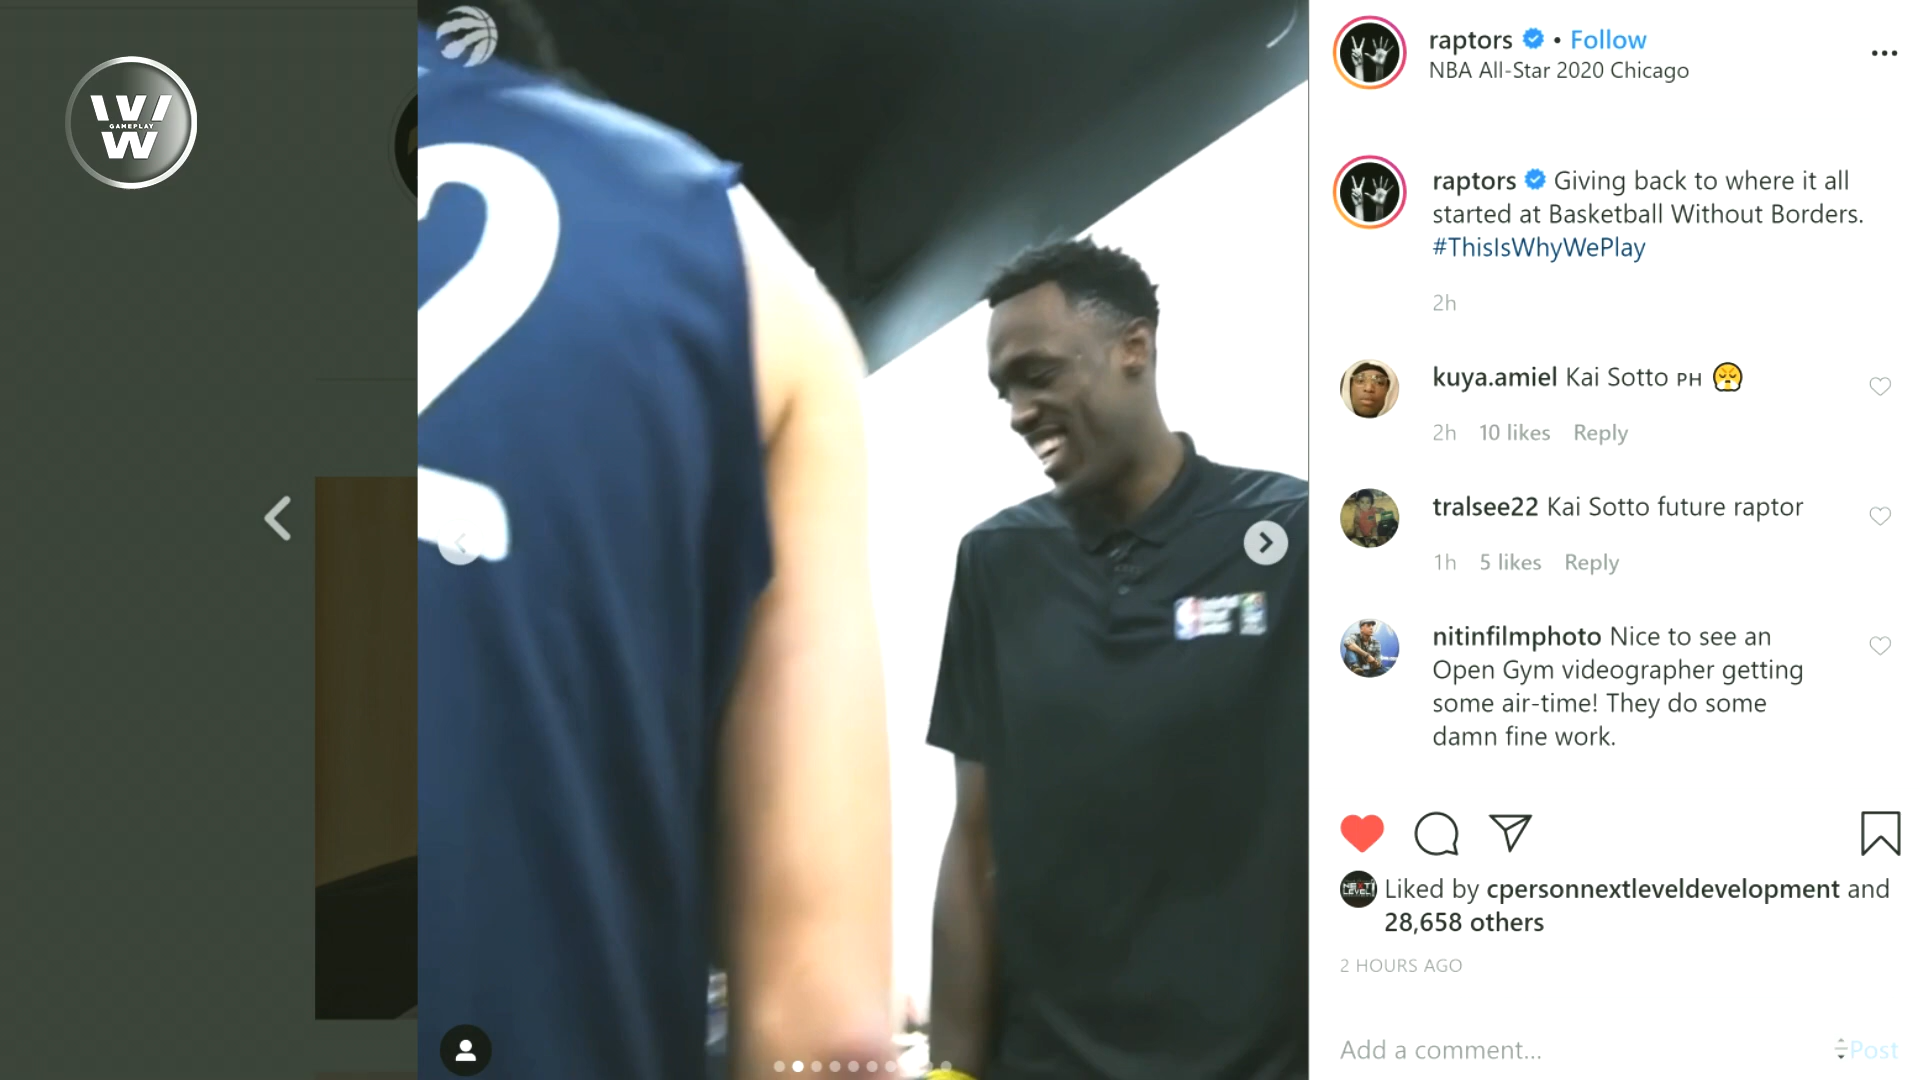 W
GAMEPLAY
W
2
raptors • Follow
NBA All-Star 2020 Chicago
raptors Giving back to where it all
started at Basketball Without Borders.
#ThisIsWhyWePlay
2h
kuya.amiel Kai Sotto PH 😤
2h 10 likes Reply
tralsee22 Kai Sotto future raptor
1h 5 likes Reply
nitinfilmphoto Nice to see an
Open Gym videographer getting
some air-time! They do some
damn fine work.
NEXT
LEVEL
Liked by cpersonnextleveldevelopment and
28,658 others
2 HOURS AGO
Add a comment...
Post